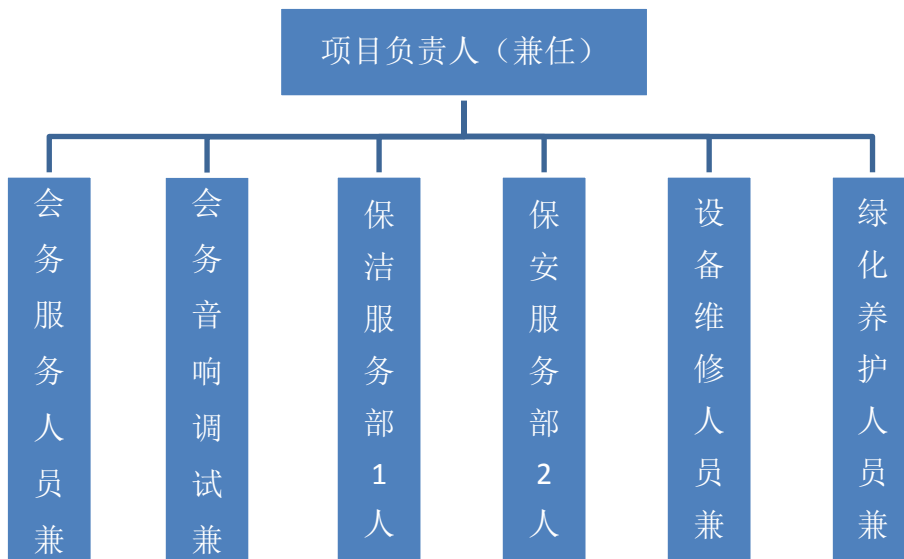 项目负责人（兼任）
会务服务人员兼
会务音响调试兼
保洁服务部1人
保安服务部2人
设备维修人员兼
绿化养护人员兼